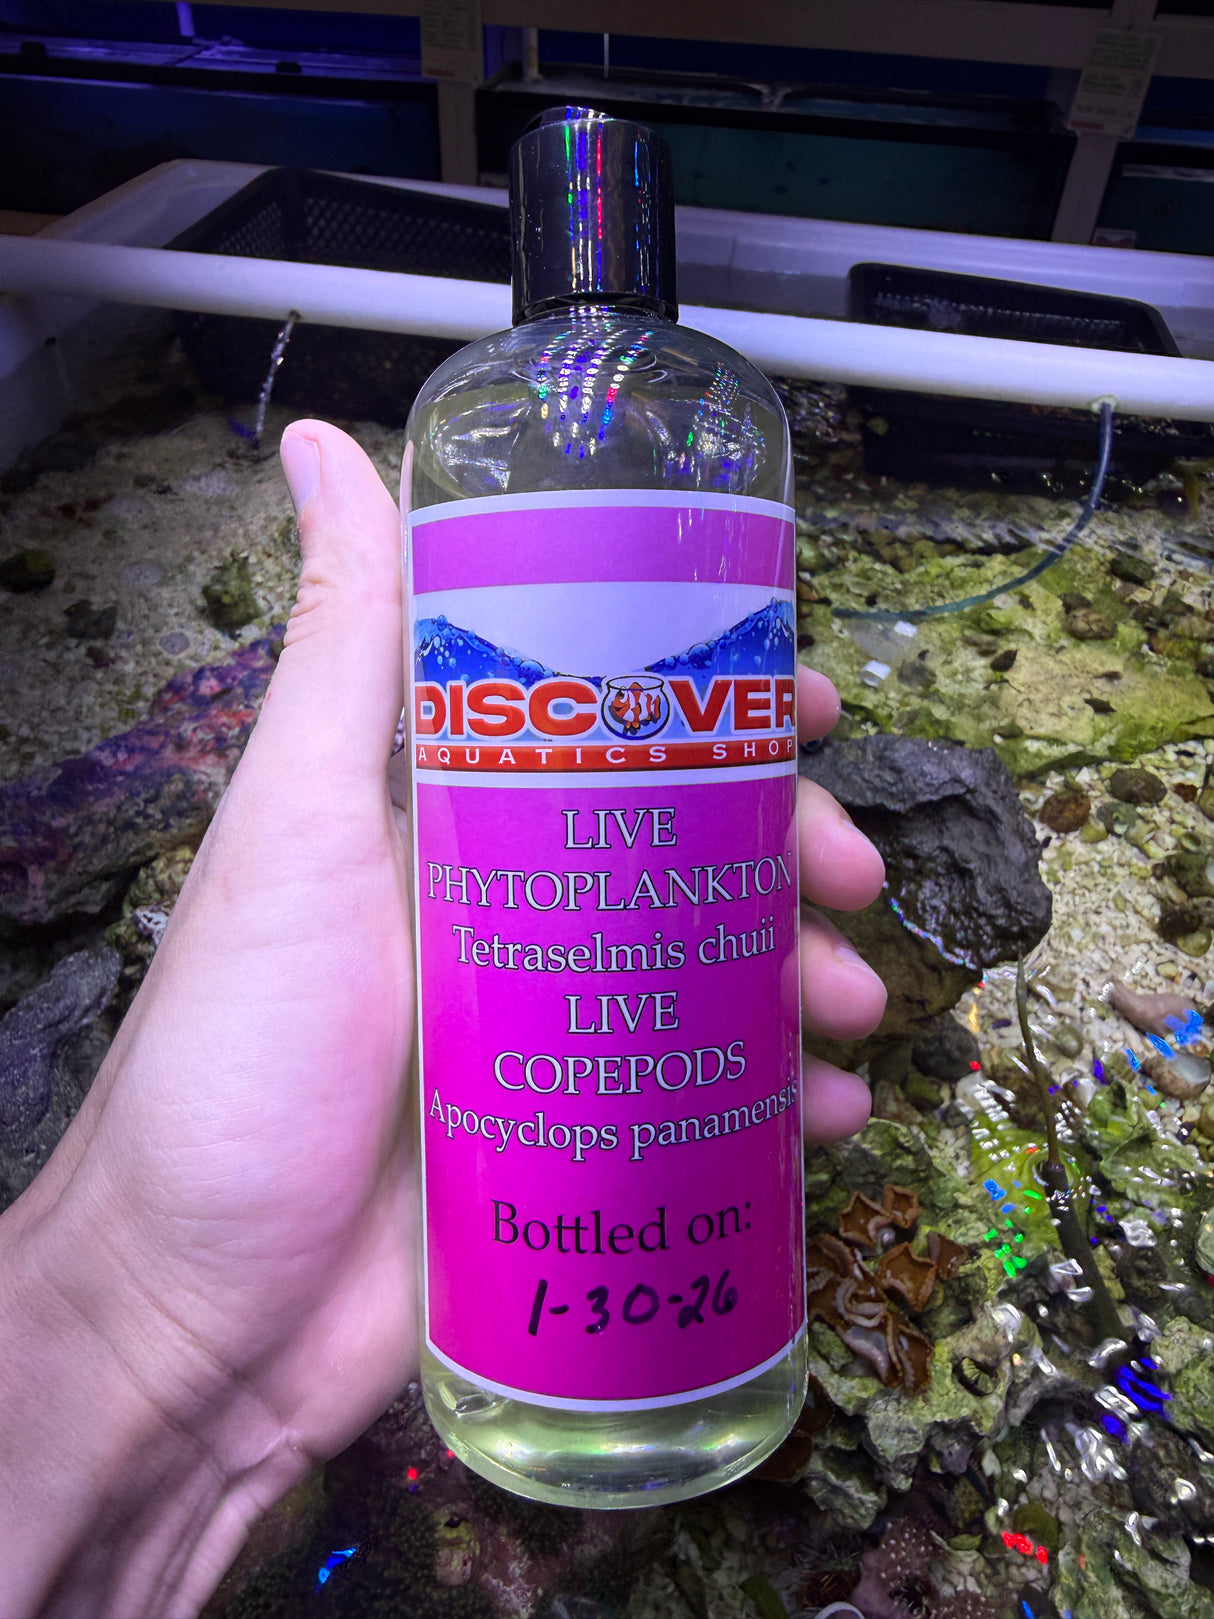 DISCOVER
AQUATICS SHOP
LIVE
PHYTOPLANKTON
Tetraselmis chuii
LIVE
COPEPODS
Apocyclops panamensis
Bottled on:
1-30-26